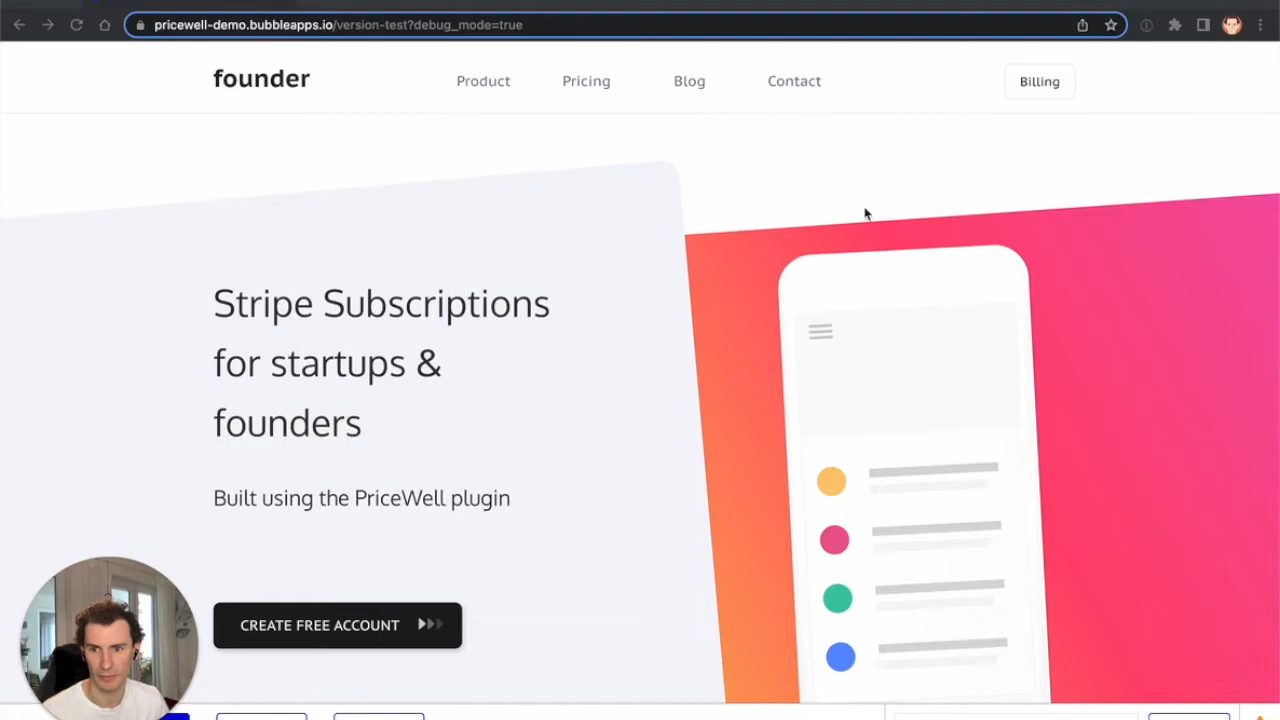 pricewell-demo.bubbleapps.io/version-test?debug_mode=true
founder
Product
Pricing
Blog
Contact
Billing
Stripe Subscriptions
for startups &
founders
Built using the PriceWell plugin
CREATE FREE ACCOUNT